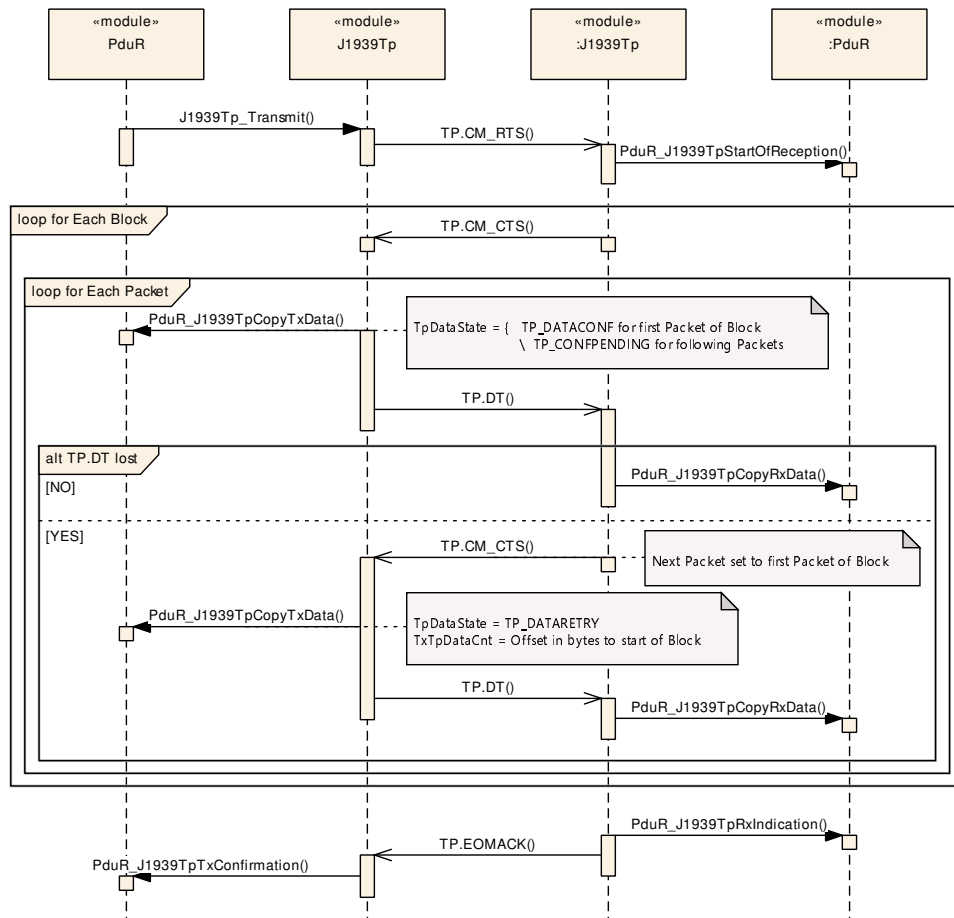 «module»
PduR
«module»
J1939Tp
«module»
:J1939Tp
«module»
:PduR
J1939Tp_Transmit()
TP.CM_RTS()
PduR_J1939TpStartOfReception()
loop for Each Block
TP.CM_CTS()
loop for Each Packet
PduR_J1939TpCopyTxData()
TpDataState = { TP_DATACONF for first Packet of Block
\ TP_CONFPENDING for following Packets
TP.DT()
alt TP.DT lost
[NO]
PduR_J1939TpCopyRxData()
[YES]
TP.CM_CTS()
Next Packet set to first Packet of Block
PduR_J1939TpCopyTxData()
TpDataState = TP_DATARETRY
TxTpDataCnt = Offset in bytes to start of Block
TP.DT()
PduR_J1939TpCopyRxData()
PduR_J1939TpRxIndication()
TP.EOMACK()
PduR_J1939TpTxConfirmation()